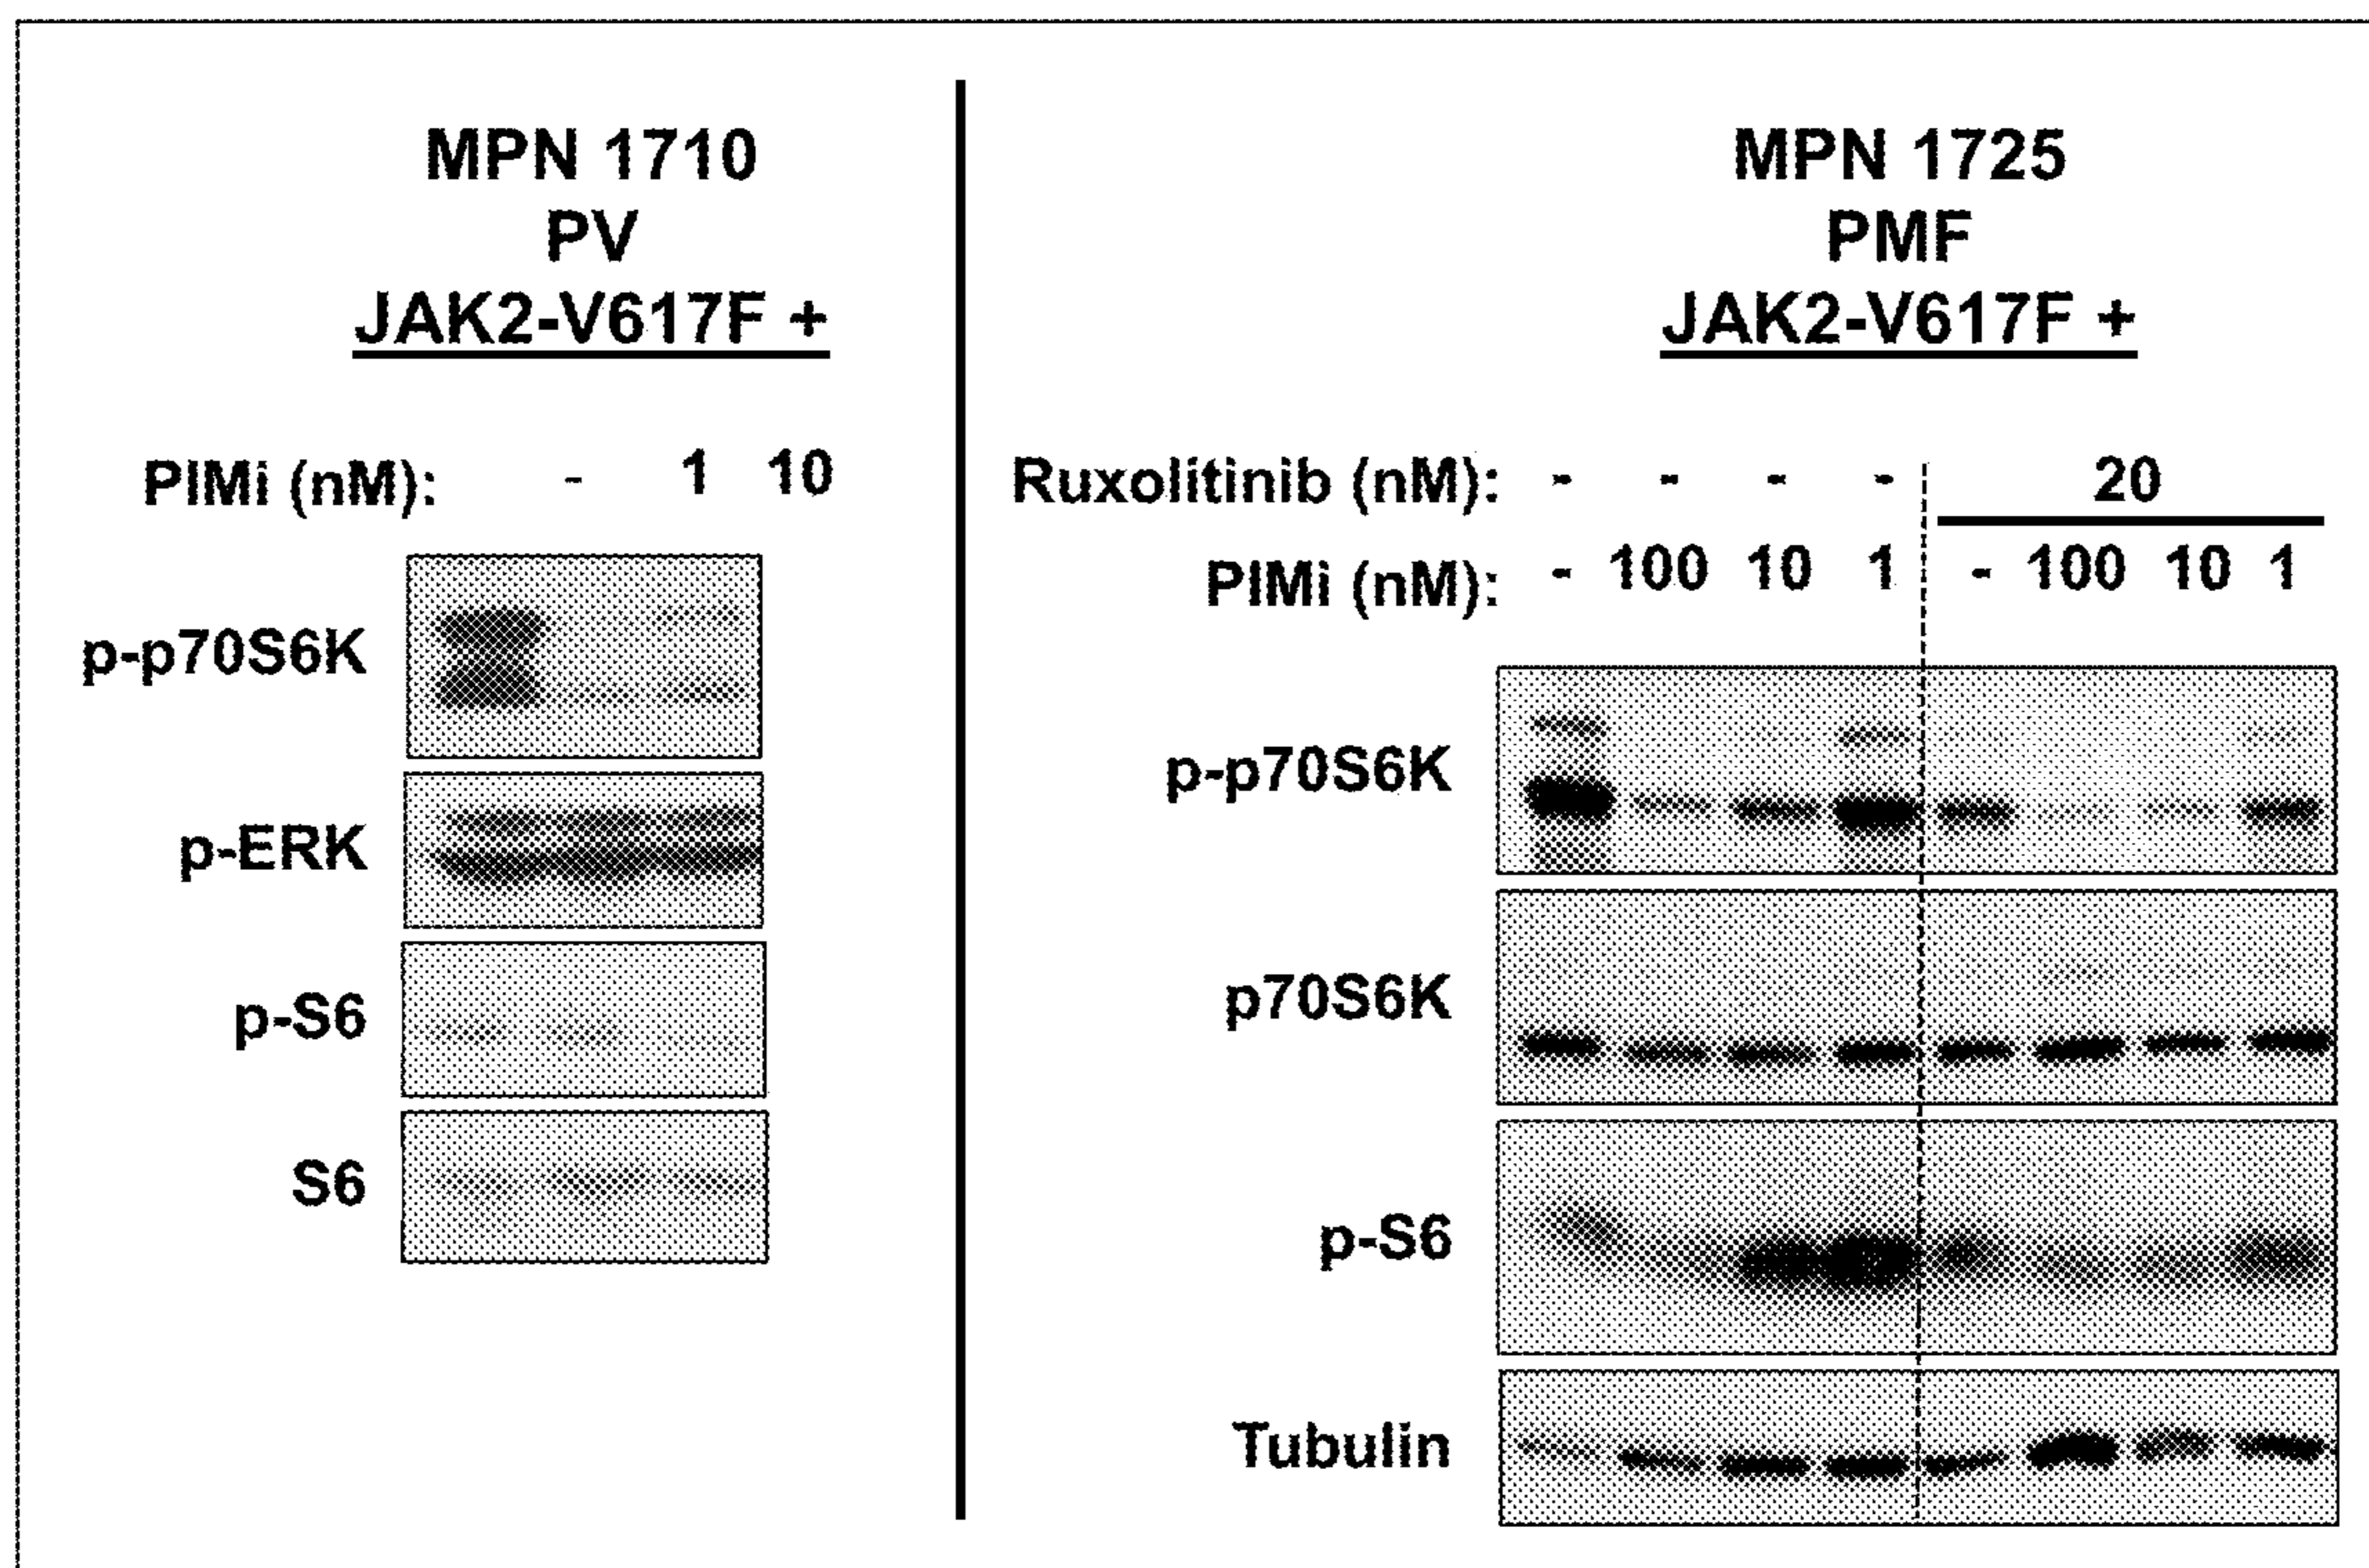 MPN 1710
PV
JAK2-V617F +
PIMi (nM): - 1 10
p-p70S6K
p-ERK
p-S6
S6
MPN 1725
PMF
JAK2-V617F +
Ruxolitinib (nM): - - - - 20
PIMi (nM): - 100 10 1 - 100 10 1
p-p70S6K
p70S6K
p-S6
Tubulin